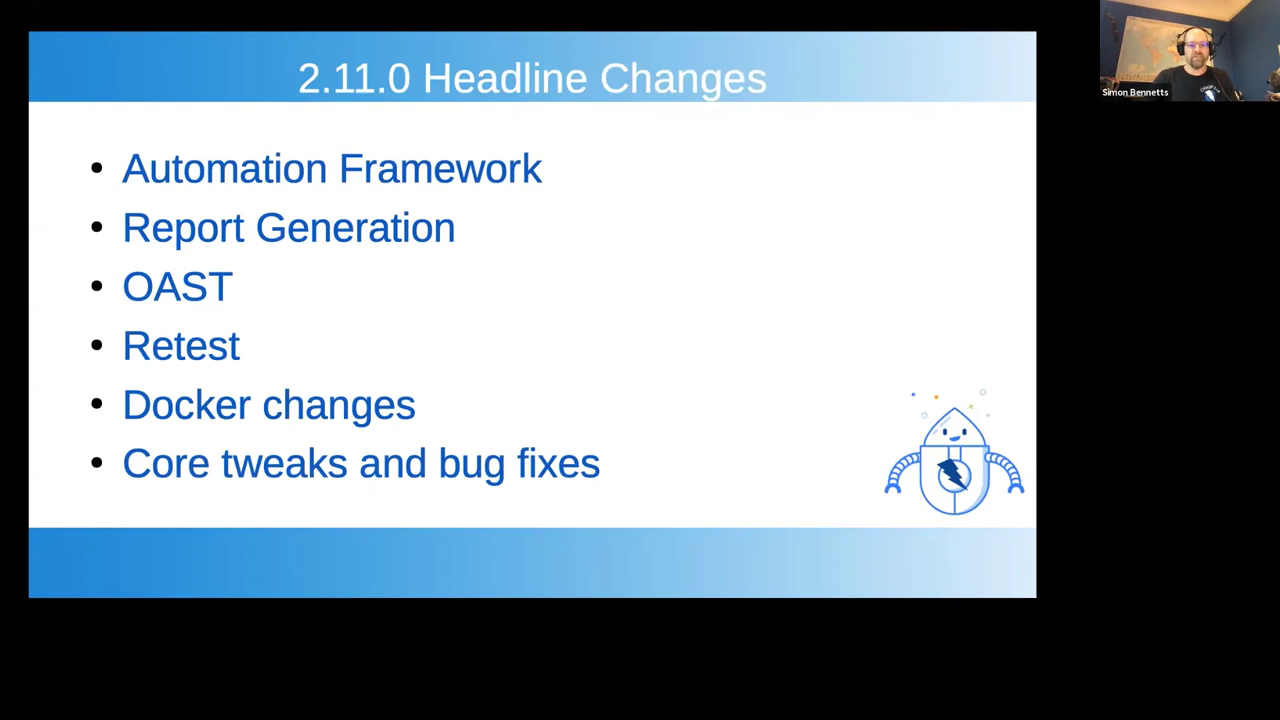 2.11.0 Headline Changes
Simon Bennetts
• Automation Framework
• Report Generation
• OAST
• Retest
• Docker changes
• Core tweaks and bug fixes